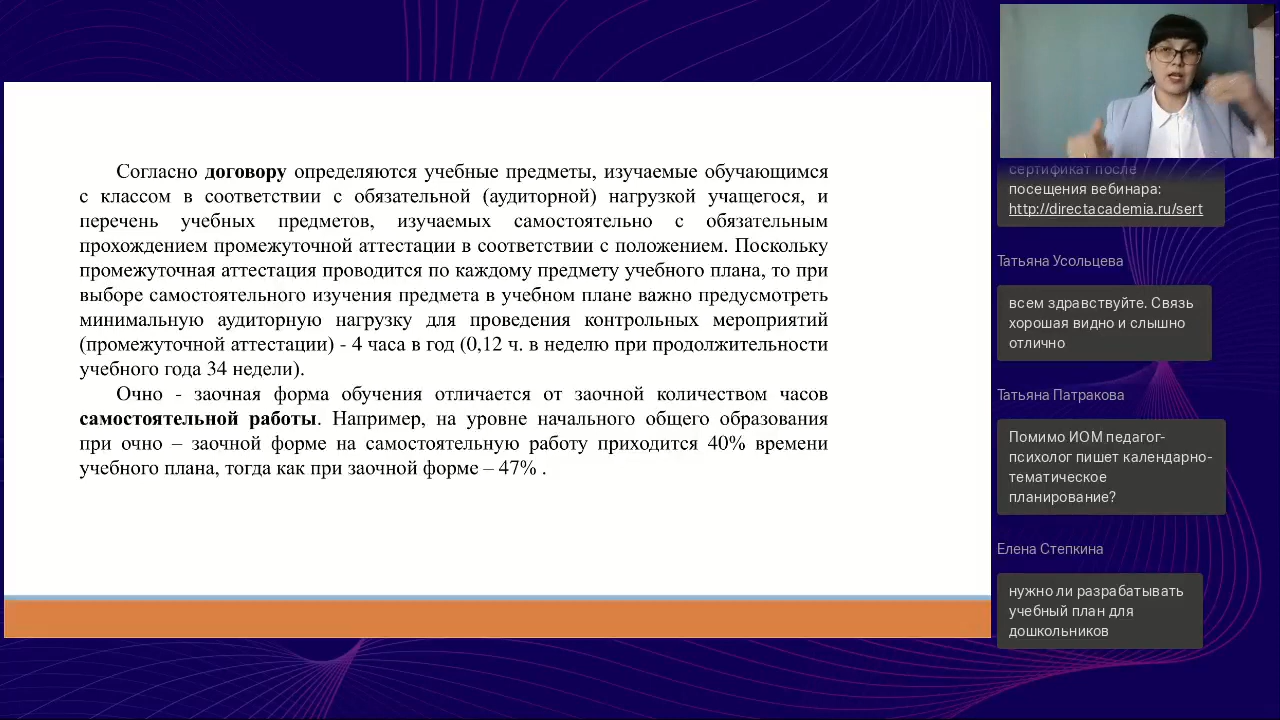 Согласно договору определяются учебные предметы, изучаемые обучающимся
с классом в соответствии с обязательной (аудиторной) нагрузкой учащегося, и
перечень учебных предметов, изучаемых самостоятельно с обязательным
прохождением промежуточной аттестации в соответствии с положением. Поскольку
промежуточная аттестация проводится по каждому предмету учебного плана, то при
выборе самостоятельного изучения предмета в учебном плане важно предусмотреть
минимальную аудиторную нагрузку для проведения контрольных мероприятий
(промежуточной аттестации) - 4 часа в год (0,12 ч. в неделю при продолжительности
учебного года 34 недели).
Очно - заочная форма обучения отличается от заочной количеством часов
самостоятельной работы. Например, на уровне начального общего образования
при очно – заочной форме на самостоятельную работу приходится 40% времени
учебного плана, тогда как при заочной форме – 47% .
сертификат после
посещения вебинара:
http://directacademia.ru/sert
Татьяна Усольцева
всем здравствуйте. Связь
хорошая видно и слышно
отлично
Татьяна Патракова
Помимо ИОМ педагог-
психолог пишет календарно-
тематическое
планирование?
Елена Степкина
нужно ли разрабатывать
учебный план для
дошкольников